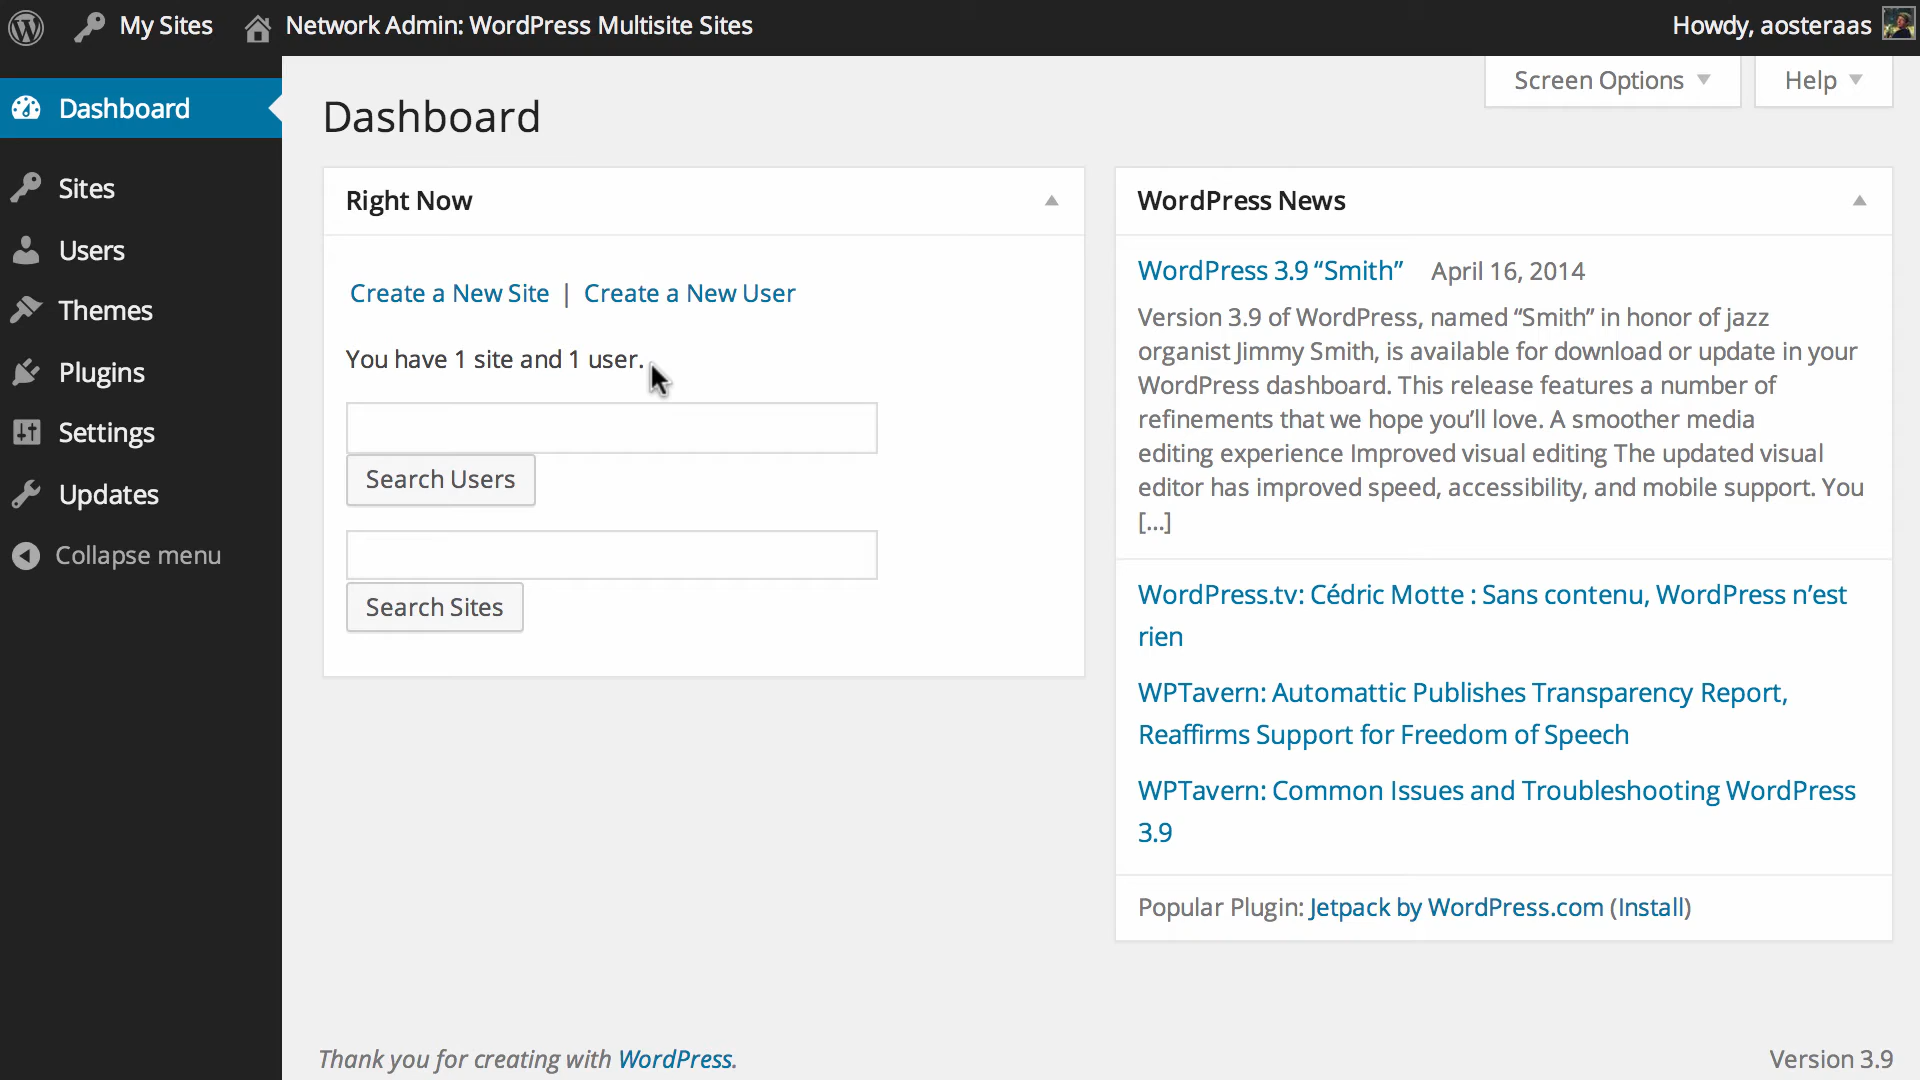 My Sites
Network Admin: WordPress Multisite Sites
Howdy, aosteraas
Dashboard
Sites
Users
Themes
Plugins
Settings
Updates
Collapse menu
Screen Options
Help
Dashboard
Right Now
Create a New Site | Create a New User
You have 1 site and 1 user.
Search Users
Search Sites
WordPress News
WordPress 3.9 “Smith” April 16, 2014
Version 3.9 of WordPress, named “Smith” in honor of jazz
organist Jimmy Smith, is available for download or update in your
WordPress dashboard. This release features a number of
refinements that we hope you’ll love. A smoother media
editing experience Improved visual editing The updated visual
editor has improved speed, accessibility, and mobile support. You
[…]
WordPress.tv: Cédric Motte : Sans contenu, WordPress n’est
rien
WPTavern: Automattic Publishes Transparency Report,
Reaffirms Support for Freedom of Speech
WPTavern: Common Issues and Troubleshooting WordPress
3.9
Popular Plugin: Jetpack by WordPress.com (Install)
Thank you for creating with WordPress.
Version 3.9